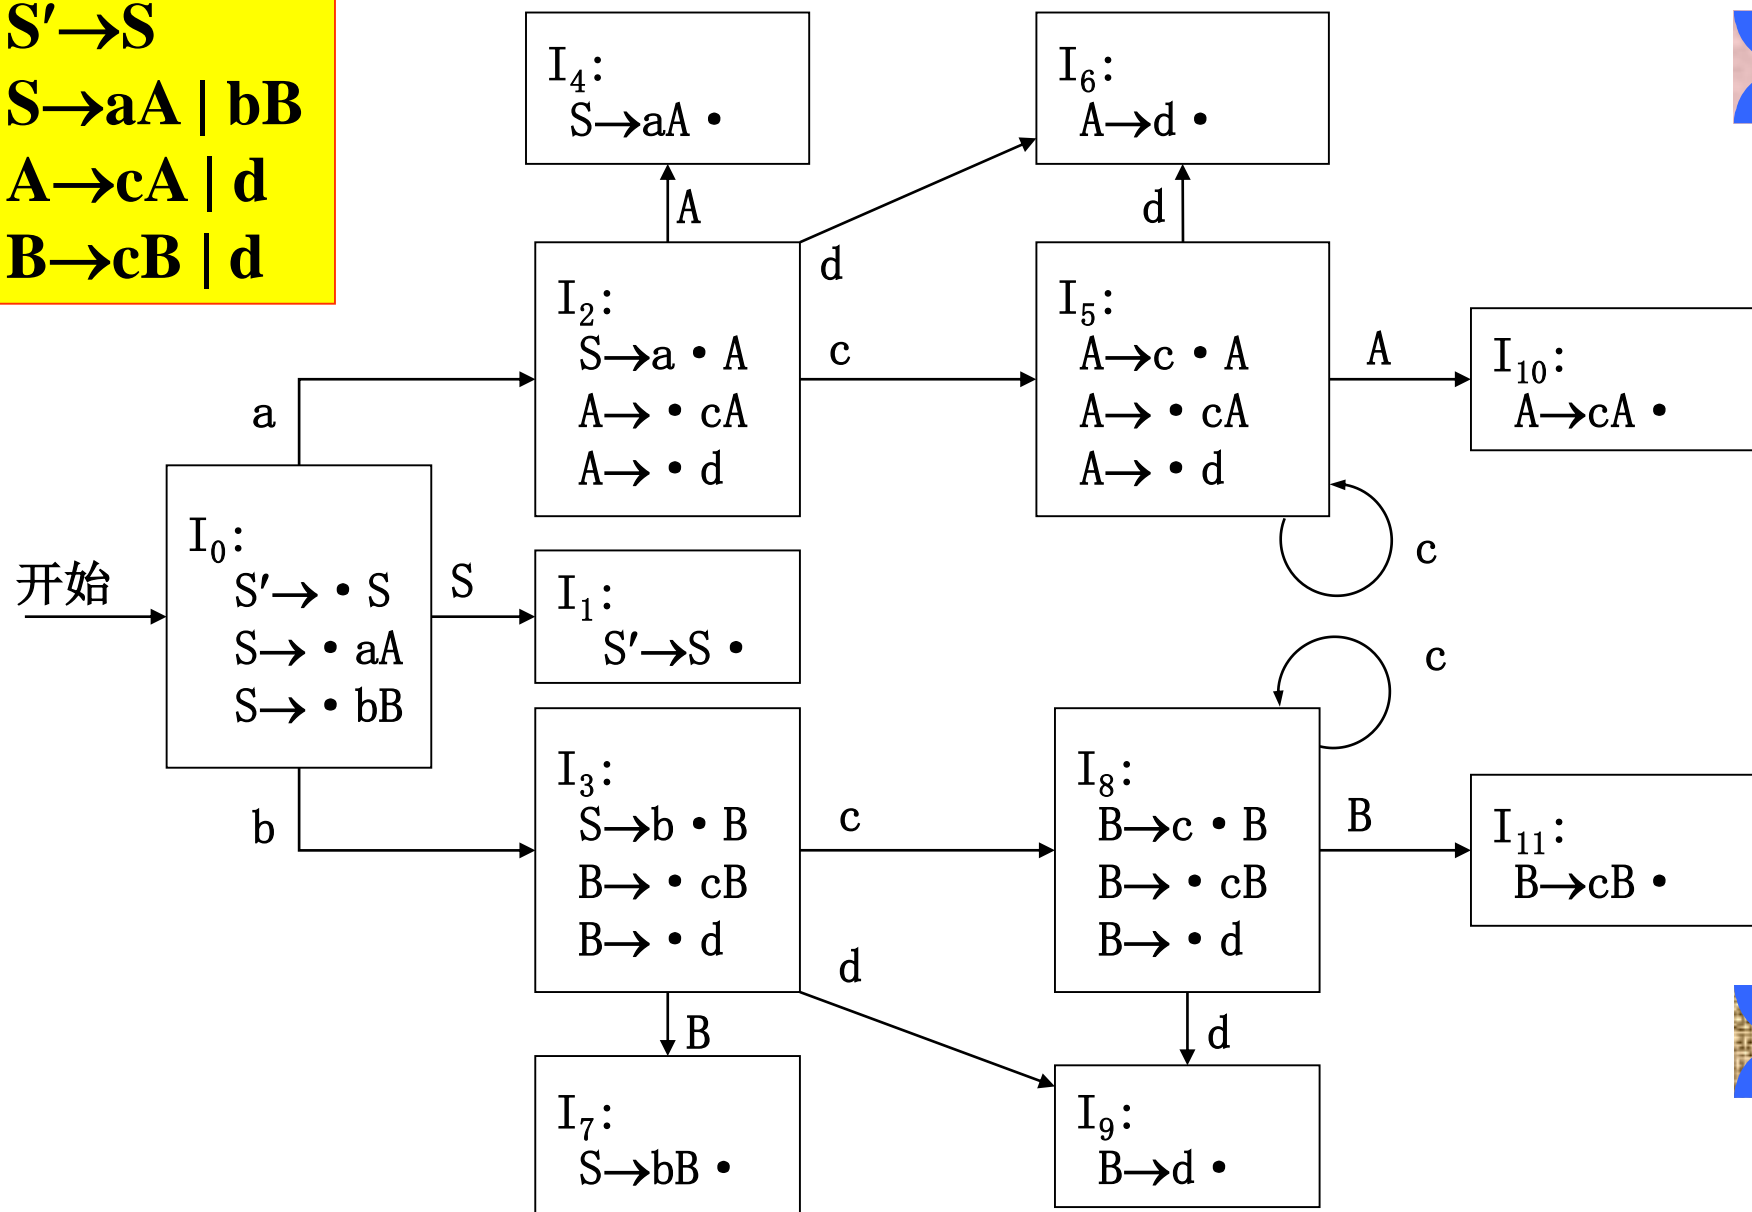 S′→S
S→aA | bB
A→cA | d
B→cB | d
I4:
S→aA ·
I6:
A→d ·
A
d
d
I2:
S→a · A
A→ · cA
A→ · d
c
I5:
A→c · A
A→ · cA
A→ · d
A
I10:
A→cA ·
a
c
开始
I0:
S′→ · S
S→ · aA
S→ · bB
S
I1:
S′→S ·
c
b
I3:
S→b · B
B→ · cB
B→ · d
c
I8:
B→c · B
B→ · cB
B→ · d
B
I11:
B→cB ·
d
B
d
I7:
S→bB ·
I9:
B→d ·